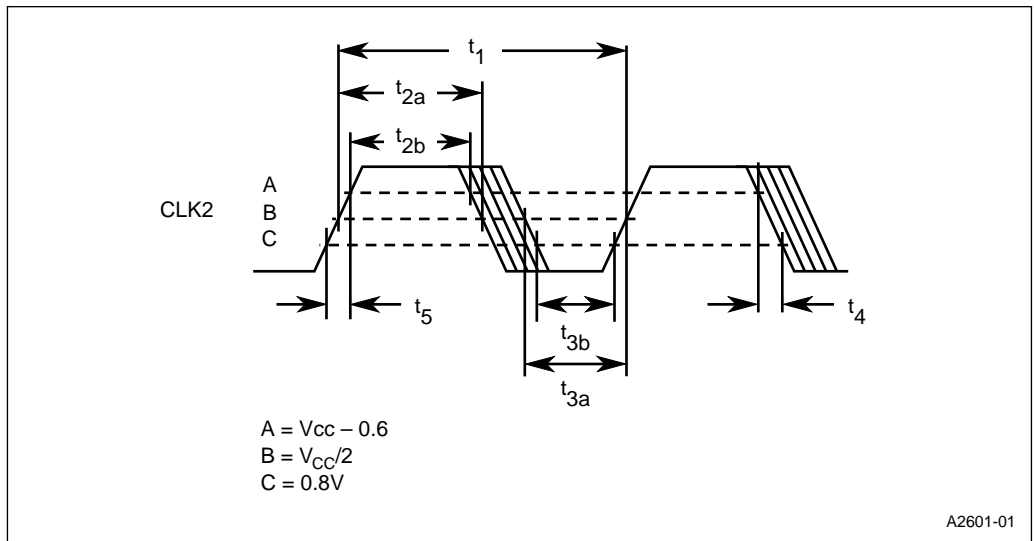 t1
t2a
t2b
A
CLK2 B
C
t5
t4
t3b
t3a
A = Vcc – 0.6
B = VCC/2
C = 0.8V
A2601-01